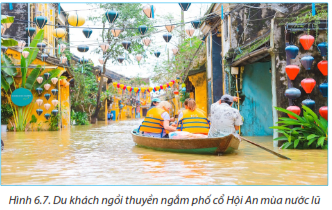 Hình 6.7. Du khách ngồi thuyền ngắm phố cổ Hội An mùa nước lũ